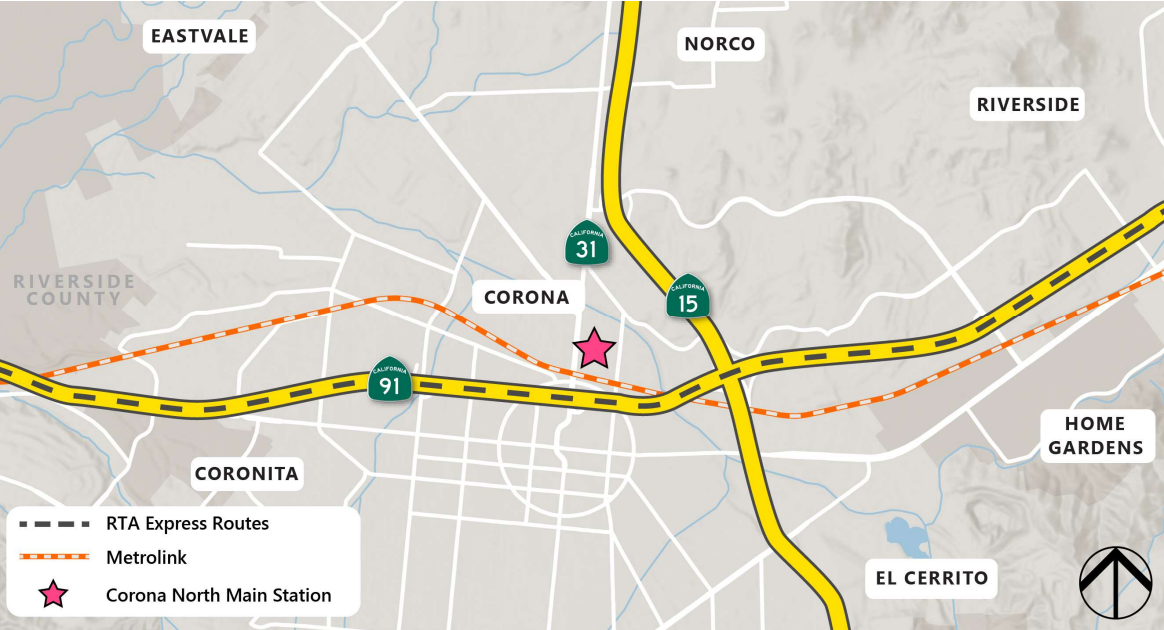 EASTVALE
NORCO
RIVERSIDE
CALIFORNIA
31
RIVERSIDE
COUNTY
CORONA
CALIFORNIA
15
CALIFORNIA
91
HOME
GARDENS
CORONITA
RTA Express Routes
Metrolink
Corona North Main Station
EL CERRITO